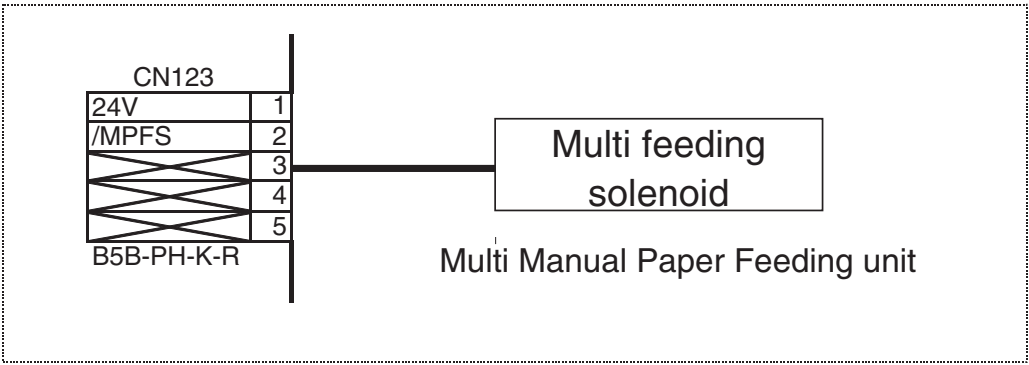 CN123
24V 1
/MPFS 2
3
4
5
B5B-PH-K-R
Multi feeding
solenoid
Multi Manual Paper Feeding unit